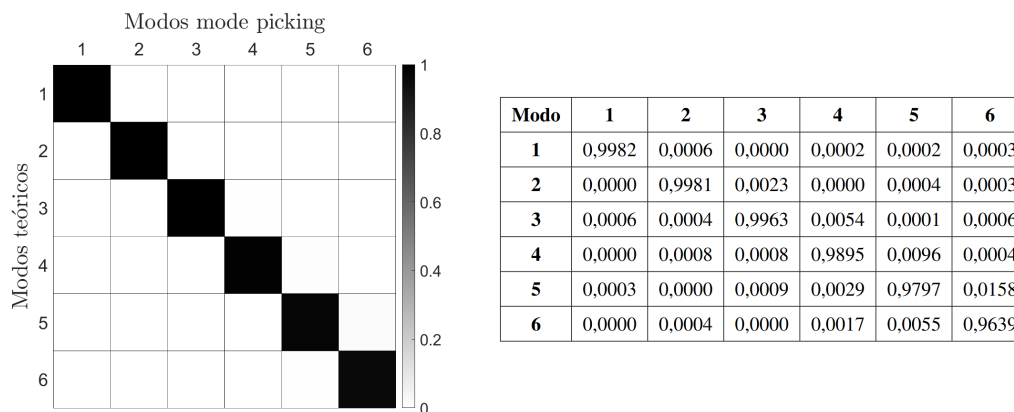 Modos mode picking
1 2 3 4 5 6
1
2
3
4
5
6
Modos teóricos
1
0.8
0.6
0.4
0.2
0
Modo 1 2 3 4 5 6
1 0,9982 0,0006 0,0000 0,0002 0,0002 0,0003
2 0,0000 0,9981 0,0023 0,0000 0,0004 0,0003
3 0,0006 0,0004 0,9963 0,0054 0,0001 0,0006
4 0,0000 0,0008 0,0008 0,9895 0,0096 0,0004
5 0,0003 0,0000 0,0009 0,0029 0,9797 0,0158
6 0,0000 0,0004 0,0000 0,0017 0,0055 0,9639